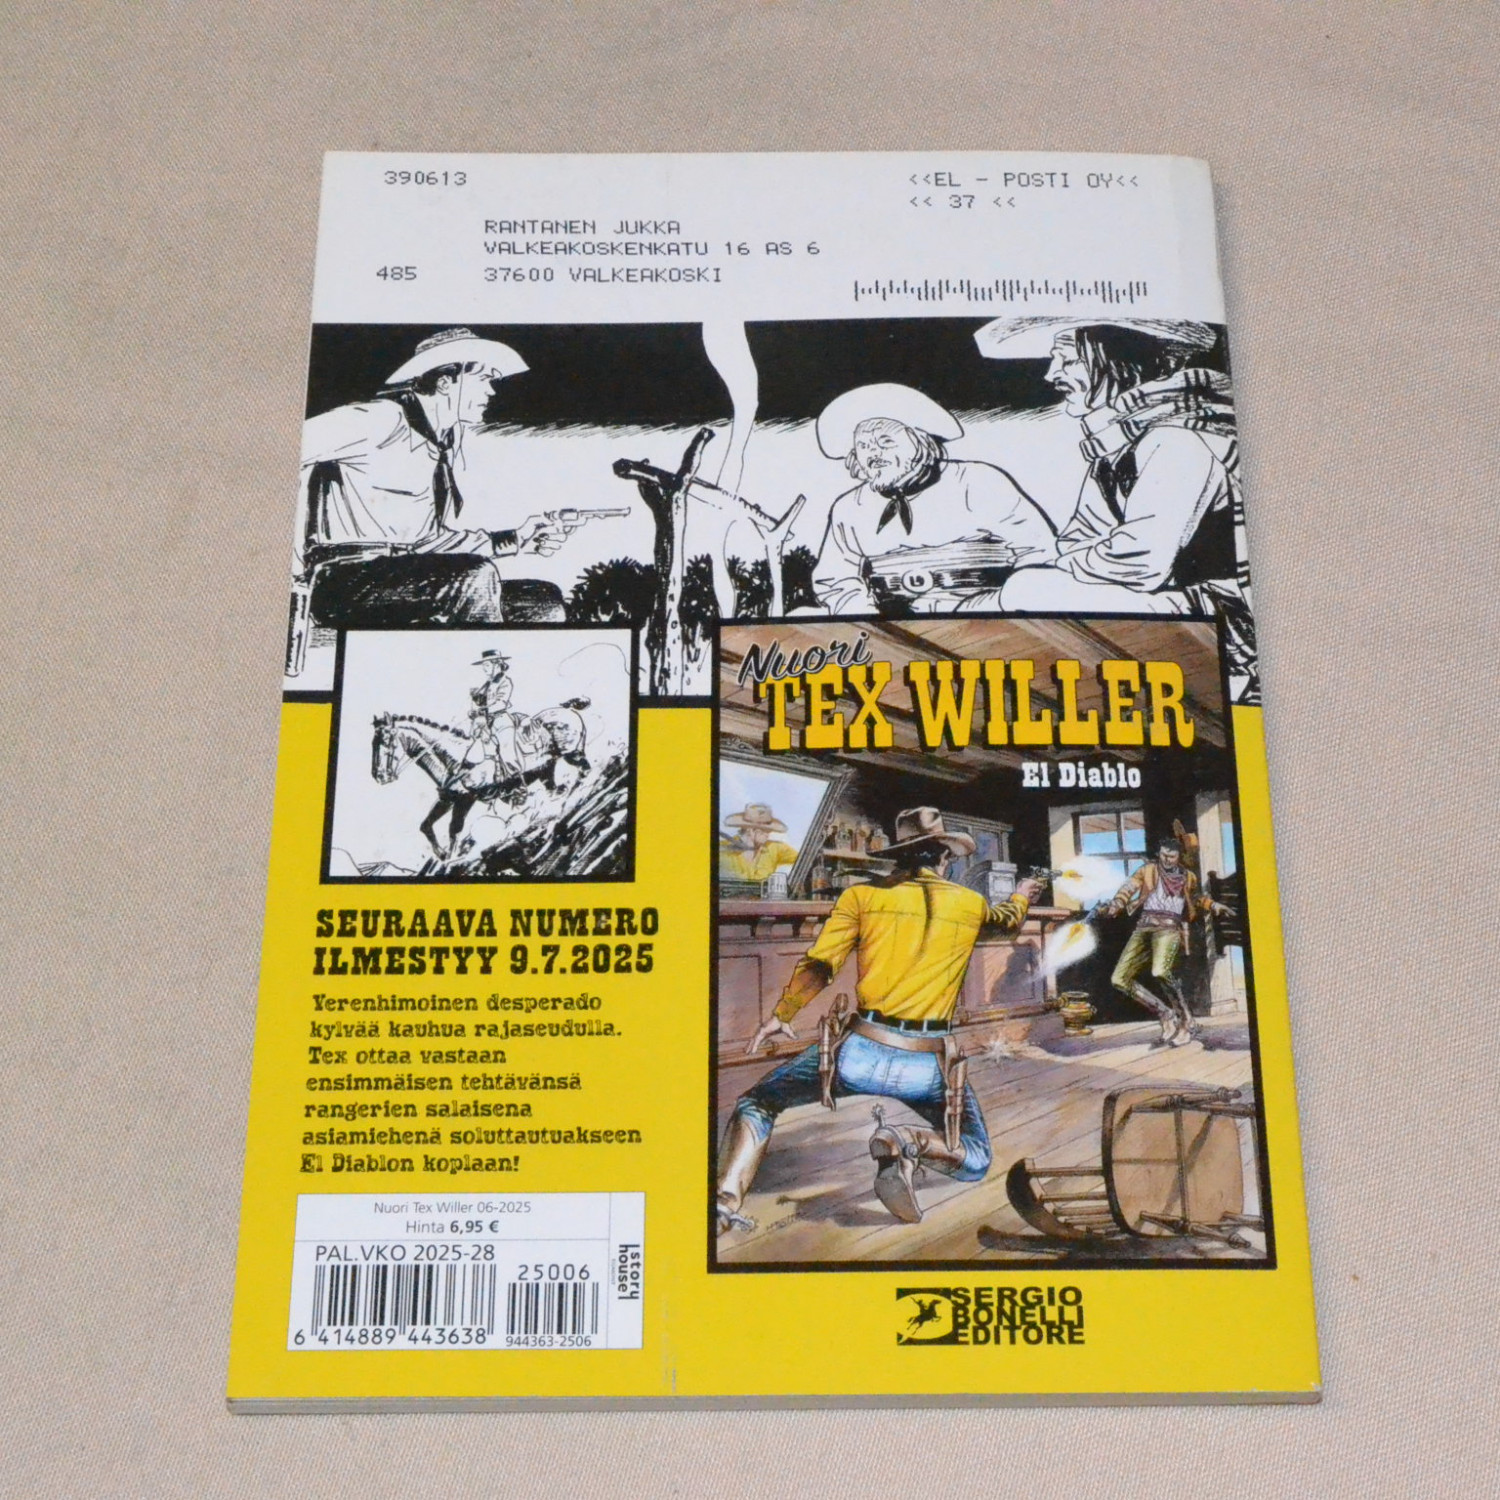 390613
<<EL - POSTI OY<<
<< 37 <<
RANTANEN JUKKA
VALKEAKOSKENKATU 16 AS 6
485 37600 VALKEAKOSKI
Nuori
TEX WILLER
El Diablo
SEURAAVA NUMERO
ILMESTYY 9.7.2025
Verenhimoinen desperado
kylvää kauhua rajaseudulla.
Tex ottaa vastaan
ensimmäisen tehtävänsä
rangerien salaisena
asiamiehenä soluttautuakseen
El Diablon koplaan!
Nuori Tex Willer 06-2025
Hinta 6,95 €
PAL.VKO 2025-28
25006
6 414889 443638
944363-2506
story
house
SERGIO
BONELLI
EDITORE